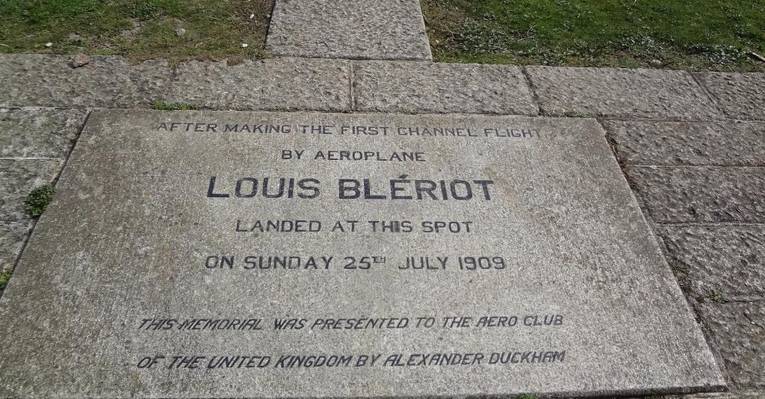 AFTER MAKING THE FIRST CHANNEL FLIGHT
BY AEROPLANE
LOUIS BLÉRIOT
LANDED AT THIS SPOT
ON SUNDAY 25TH JULY 1909
THIS MEMORIAL WAS PRESENTED TO THE AERO CLUB
OF THE UNITED KINGDOM BY ALEXANDER DUCKHAM